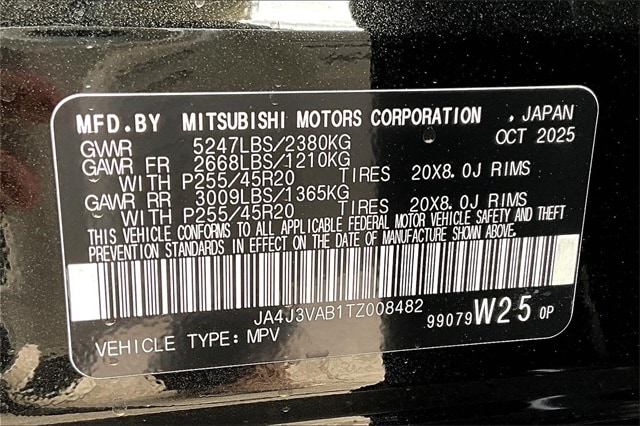 MFD.BY MITSUBISHI MOTORS CORPORATION , JAPAN
GVWR 5247LBS/2380KG OCT 2025
GAWR FR 2668LBS/1210KG
WITH P255/45R20 TIRES 20X8.0J RIMS
GAWR RR 3009LBS/1365KG
WITH P255/45R20 TIRES 20X8.0J RIMS
THIS VEHICLE CONFORMS TO ALL APPLICABLE FEDERAL MOTOR VEHICLE SAFETY AND THEFT
PREVENTION STANDARDS IN EFFECT ON THE DATE OF MANUFACTURE SHOWN ABOVE.
JA4J3VAB1TZ008482
99079 W25 0P
VEHICLE TYPE: MPV